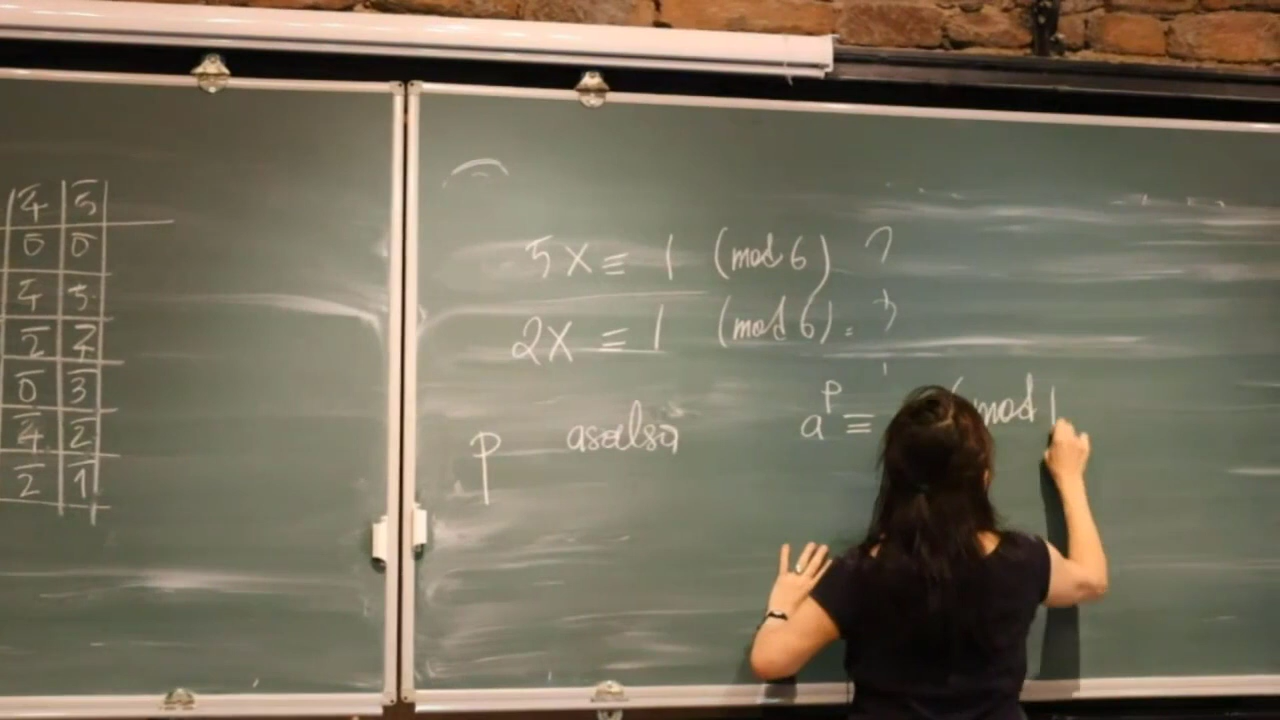 4̅ 5̅
0̅ 0̅
4̅ 5̅
2̅ 2̅
0̅ 3̅
4̅ 2̅
2̅ 1̅
5x ≡ 1 (mod 6) ?
2x ≡ 1 (mod 6) ?
p asalsa a^p ≡ (mod